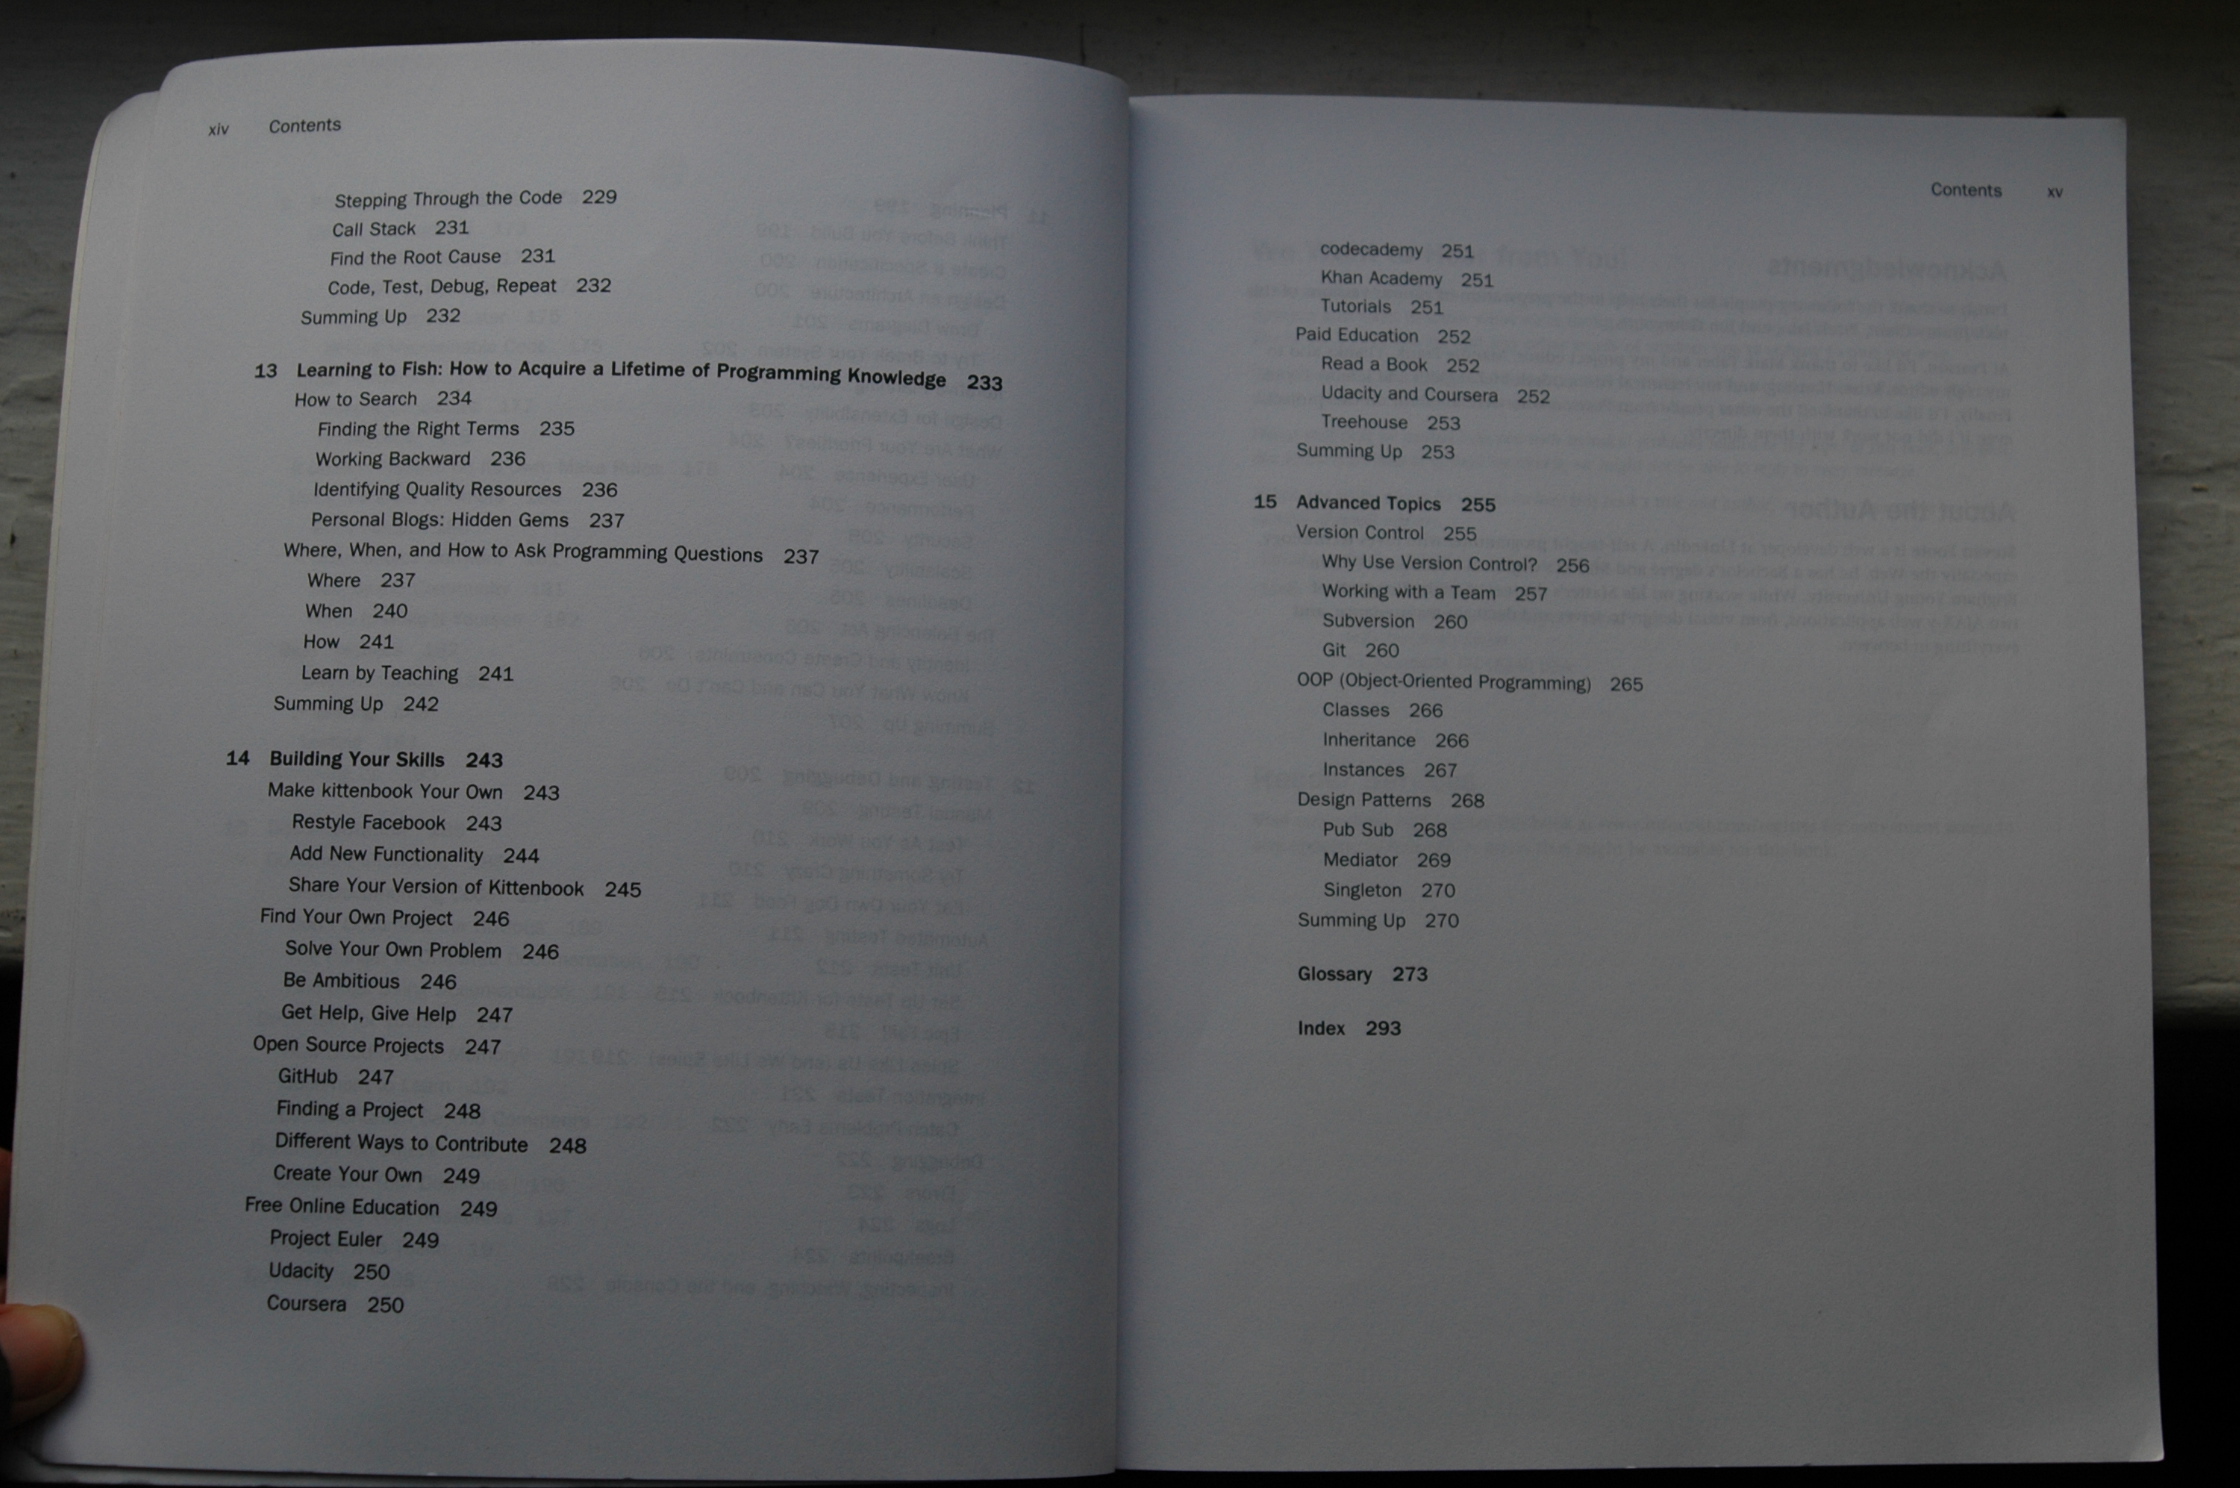 xiv Contents
Stepping Through the Code 229
Call Stack 231
Find the Root Cause 231
Code, Test, Debug, Repeat 232
Summing Up 232
13 Learning to Fish: How to Acquire a Lifetime of Programming Knowledge 233
How to Search 234
Finding the Right Terms 235
Working Backward 236
Identifying Quality Resources 236
Personal Blogs: Hidden Gems 237
Where, When, and How to Ask Programming Questions 237
Where 237
When 240
How 241
Learn by Teaching 241
Summing Up 242
14 Building Your Skills 243
Make kittenbook Your Own 243
Restyle Facebook 243
Add New Functionality 244
Share Your Version of Kittenbook 245
Find Your Own Project 246
Solve Your Own Problem 246
Be Ambitious 246
Get Help, Give Help 247
Open Source Projects 247
GitHub 247
Finding a Project 248
Different Ways to Contribute 248
Create Your Own 249
Free Online Education 249
Project Euler 249
Udacity 250
Coursera 250
Contents xv
codecademy 251
Khan Academy 251
Tutorials 251
Paid Education 252
Read a Book 252
Udacity and Coursera 252
Treehouse 253
Summing Up 253
15 Advanced Topics 255
Version Control 255
Why Use Version Control? 256
Working with a Team 257
Subversion 260
Git 260
OOP (Object-Oriented Programming) 265
Classes 266
Inheritance 266
Instances 267
Design Patterns 268
Pub Sub 268
Mediator 269
Singleton 270
Summing Up 270
Glossary 273
Index 293